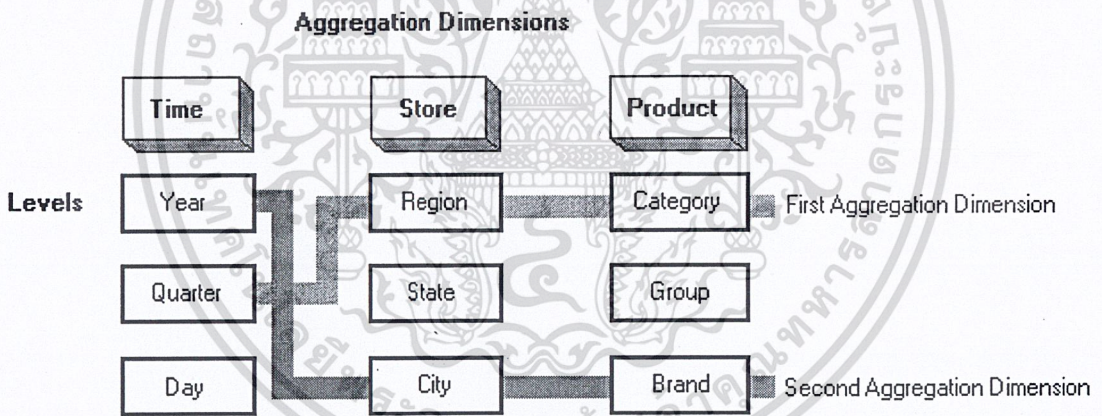 Aggregation Dimensions
Time Store Product
Levels Year Region Category First Aggregation Dimension
Quarter State Group
Day City Brand Second Aggregation Dimension